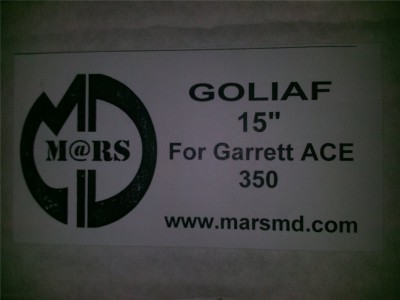 M@RS
GOLIAF
15"
For Garrett ACE
350
www.marsmd.com